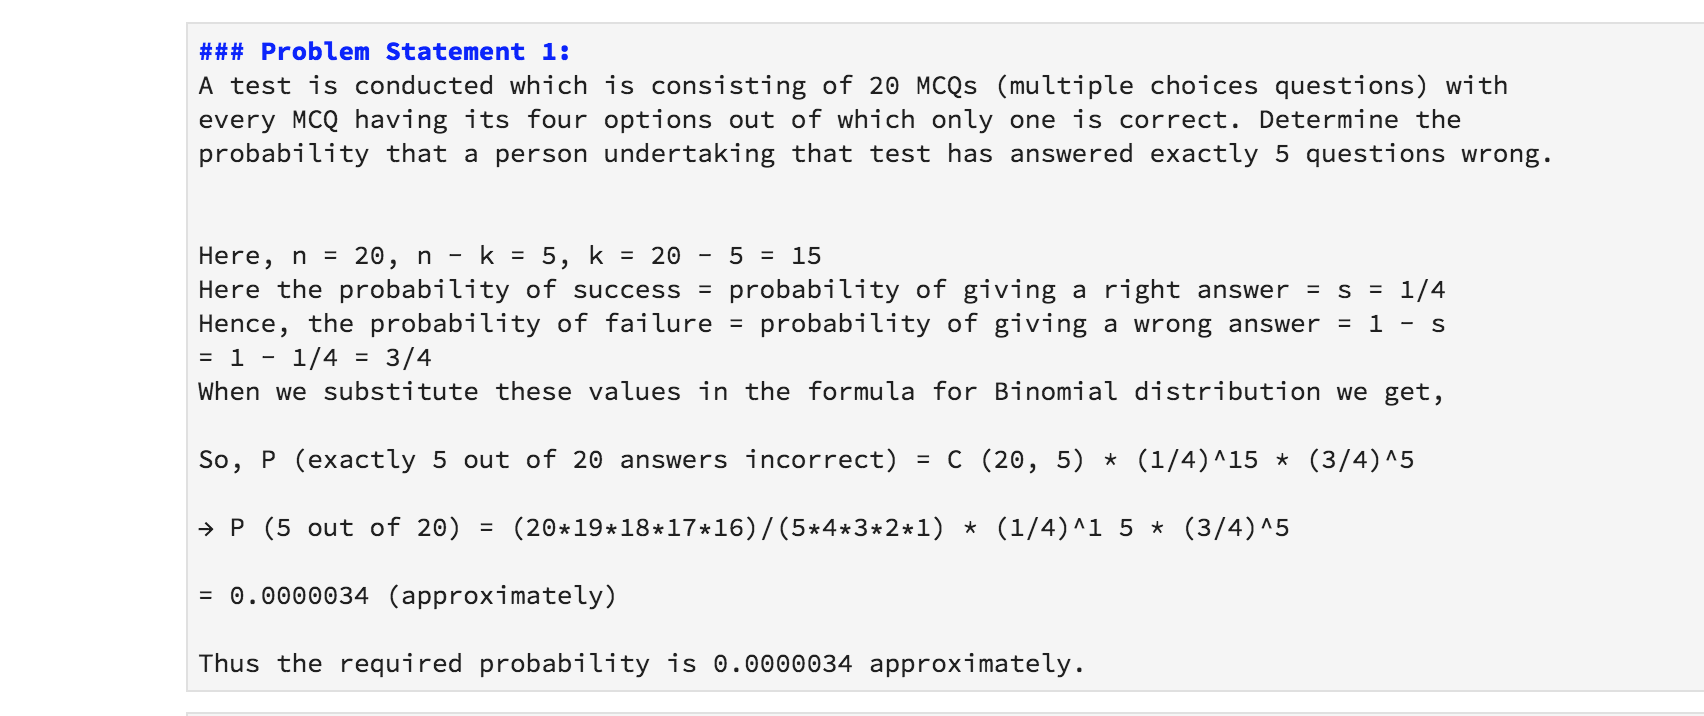 ### Problem Statement 1:
A test is conducted which is consisting of 20 MCQs (multiple choices questions) with
every MCQ having its four options out of which only one is correct. Determine the
probability that a person undertaking that test has answered exactly 5 questions wrong.
Here, n = 20, n - k = 5, k = 20 - 5 = 15
Here the probability of success = probability of giving a right answer = s = 1/4
Hence, the probability of failure = probability of giving a wrong answer = 1 - s
= 1 - 1/4 = 3/4
When we substitute these values in the formula for Binomial distribution we get,
So, P (exactly 5 out of 20 answers incorrect) = C (20, 5) * (1/4)^15 * (3/4)^5
→ P (5 out of 20) = (20*19*18*17*16)/(5*4*3*2*1) * (1/4)^1 5 * (3/4)^5
= 0.0000034 (approximately)
Thus the required probability is 0.0000034 approximately.